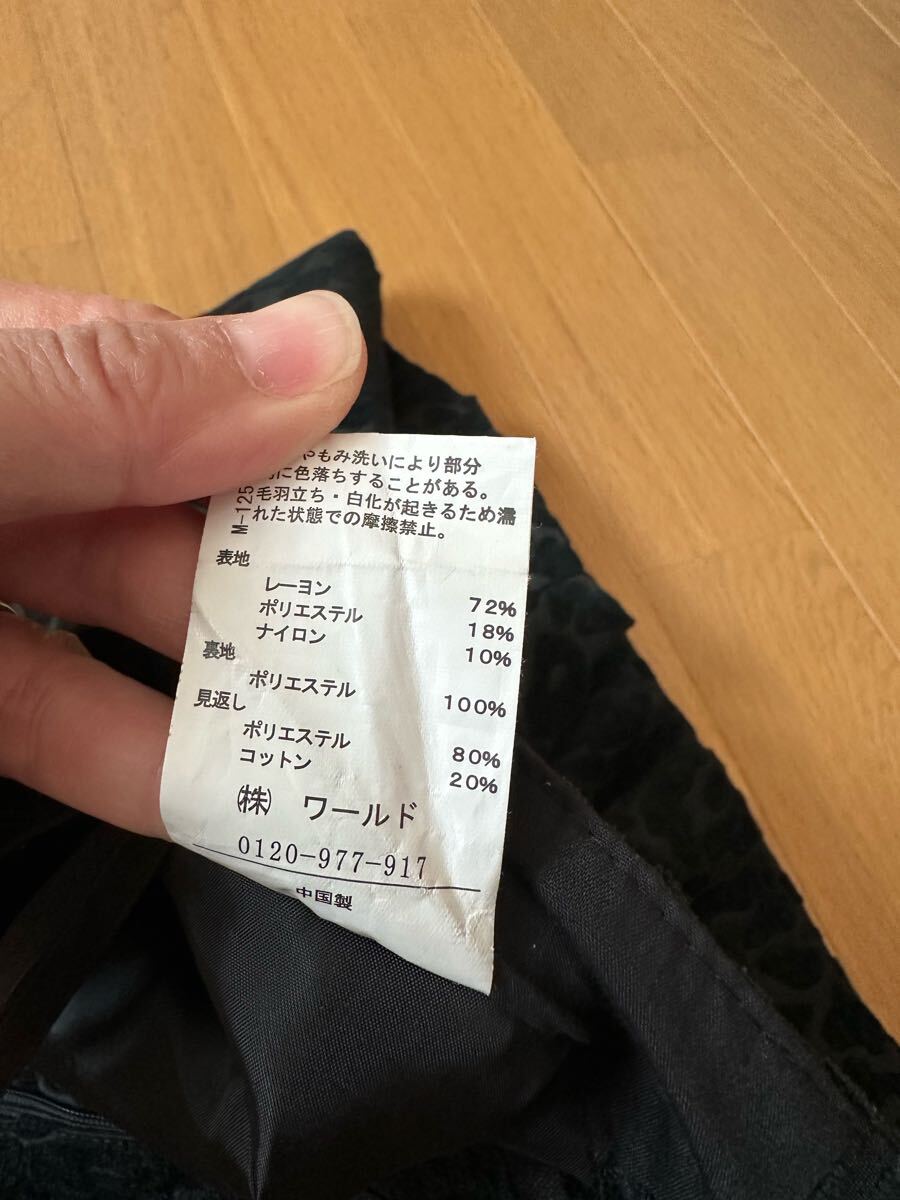 やもみ洗いにより部分
に色落ちすることがある。
毛羽立ち・白化が起きるため濡
れた状態での摩擦禁止。
M-125
表地
レーヨン 72%
ポリエステル 18%
ナイロン 10%
裏地
ポリエステル 100%
見返し
ポリエステル 80%
コットン 20%
㈱ ワールド
0120-977-917
中国製